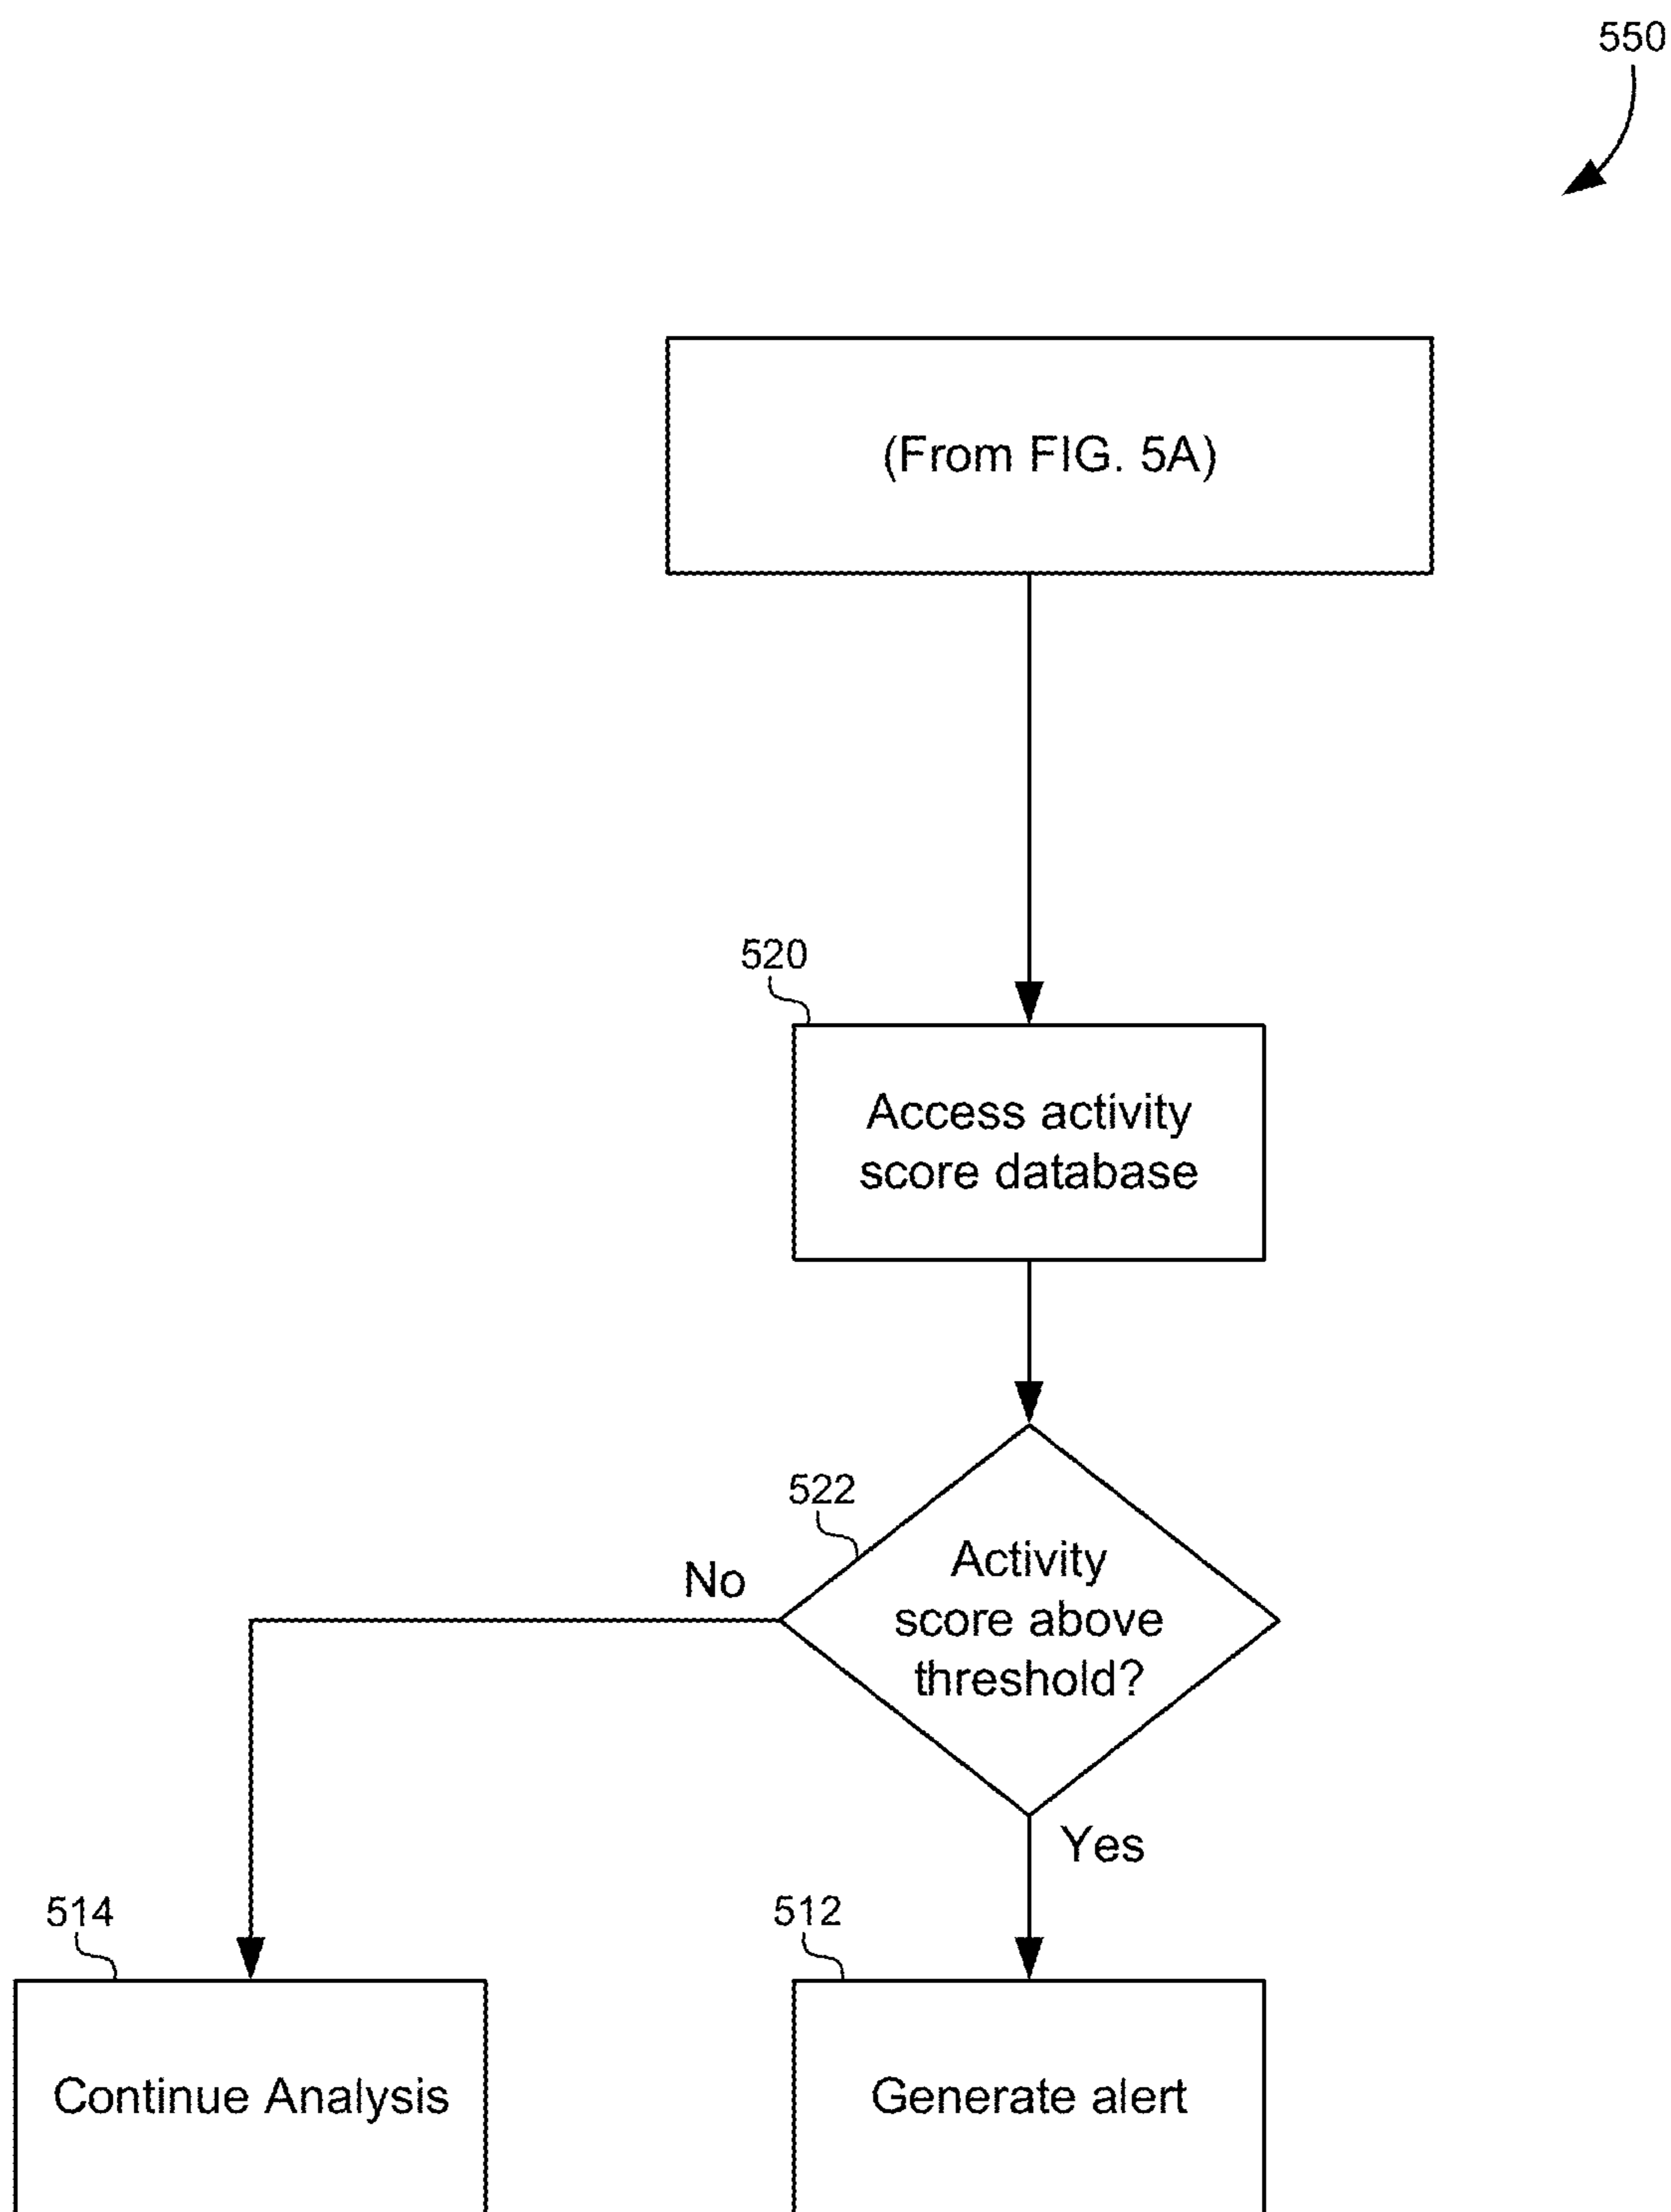 550
(From FIG. 5A)
520
Access activity
score database
522
No
Activity
score above
threshold?
Yes
514
512
Continue Analysis
Generate alert